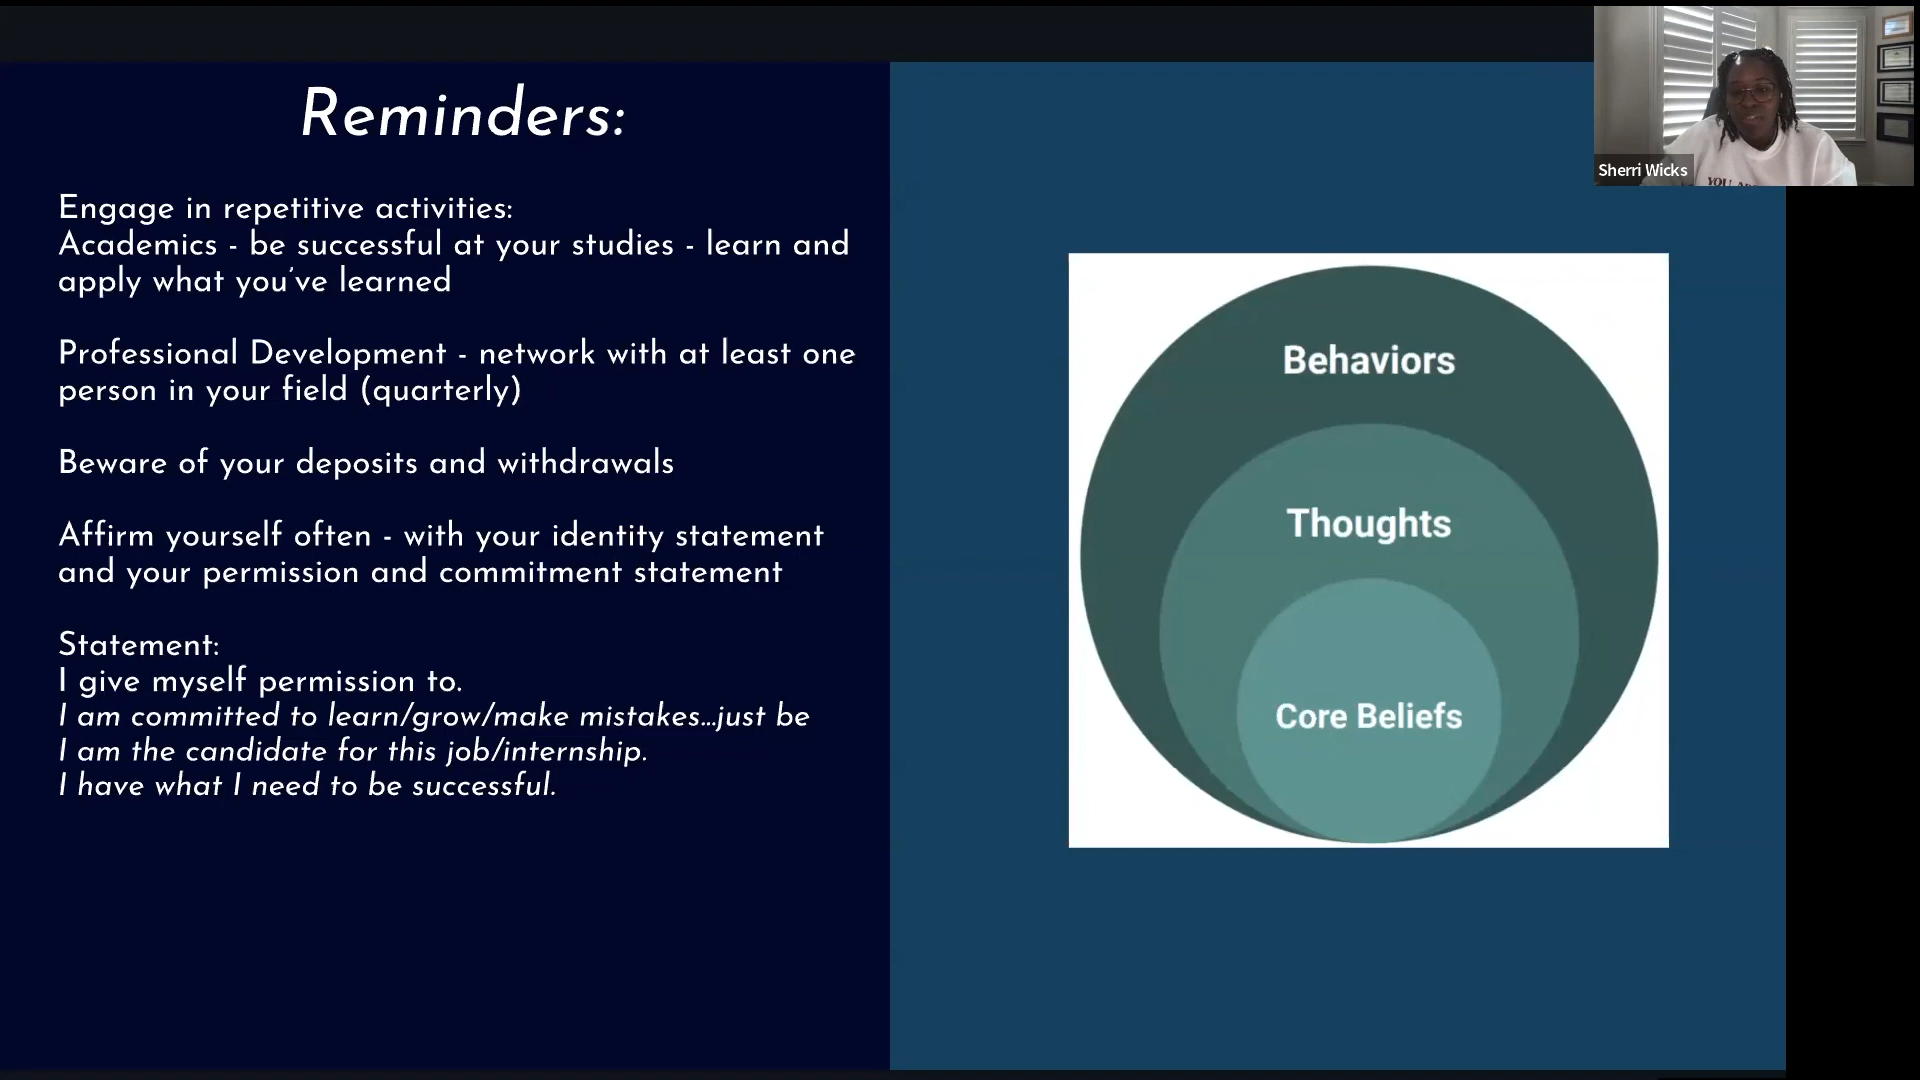 Reminders:
Engage in repetitive activities:
Academics - be successful at your studies - learn and
apply what you've learned
Professional Development - network with at least one
person in your field (quarterly)
Beware of your deposits and withdrawals
Affirm yourself often - with your identity statement
and your permission and commitment statement
Statement:
I give myself permission to.
I am committed to learn/grow/make mistakes...just be
I am the candidate for this job/internship.
I have what I need to be successful.
Behaviors
Thoughts
Core Beliefs
Sherri Wicks
YOU